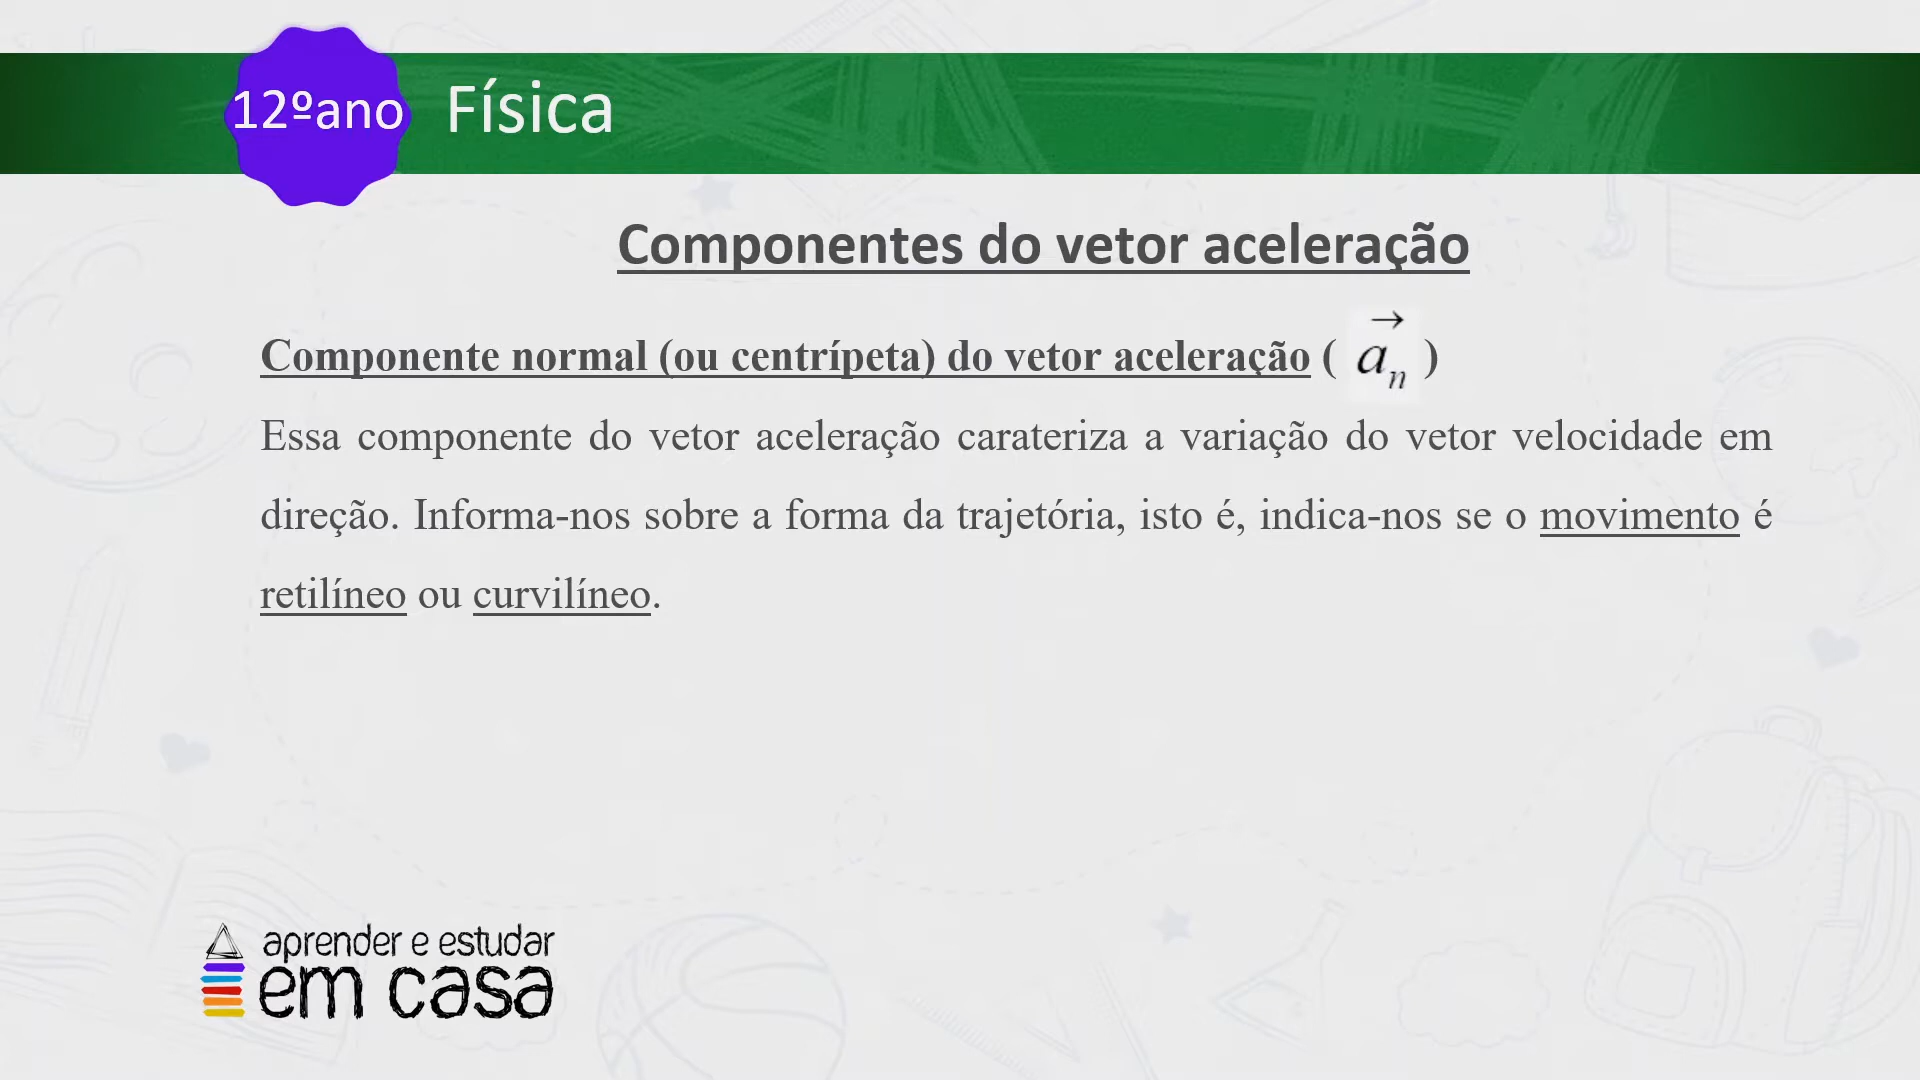 12ºano Física
Componentes do vetor aceleração
Componente normal (ou centrípeta) do vetor aceleração ( →a_n )
Essa componente do vetor aceleração carateriza a variação do vetor velocidade em
direção. Informa-nos sobre a forma da trajetória, isto é, indica-nos se o movimento é
retilíneo ou curvilíneo.
aprender e estudar
em casa